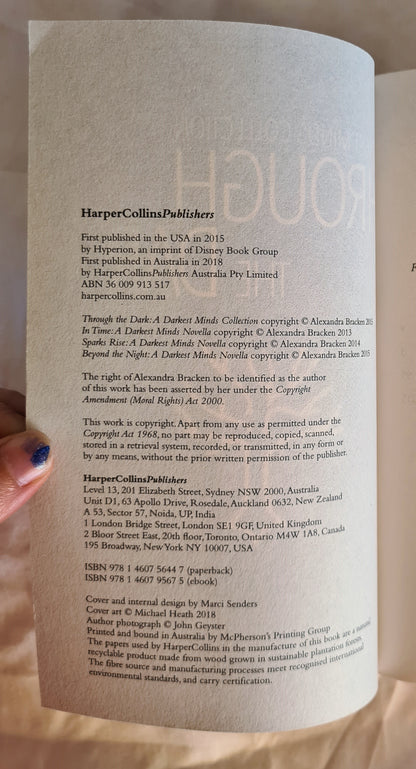 HarperCollinsPublishers
First published in the USA in 2015
by Hyperion, an imprint of Disney Book Group
First published in Australia in 2018
by HarperCollinsPublishers Australia Pty Limited
ABN 36 009 913 517
harpercollins.com.au
Through the Dark: A Darkest Minds Collection copyright © Alexandra Bracken 2015
In Time: A Darkest Minds Novella copyright © Alexandra Bracken 2013
Sparks Rise: A Darkest Minds Novella copyright © Alexandra Bracken 2014
Beyond the Night: A Darkest Minds Novella copyright © Alexandra Bracken 2015
The right of Alexandra Bracken to be identified as the author
of this work has been asserted by her under the Copyright
Amendment (Moral Rights) Act 2000.
This work is copyright. Apart from any use as permitted under the
Copyright Act 1968, no part may be reproduced, copied, scanned,
stored in a retrieval system, recorded, or transmitted, in any form or
by any means, without the prior written permission of the publisher.
HarperCollinsPublishers
Level 13, 201 Elizabeth Street, Sydney NSW 2000, Australia
Unit D1, 63 Apollo Drive, Rosedale, Auckland 0632, New Zealand
A 53, Sector 57, Noida, UP, India
1 London Bridge Street, London SE1 9GF, United Kingdom
2 Bloor Street East, 20th floor, Toronto, Ontario M4W 1A8, Canada
195 Broadway, New York NY 10007, USA
ISBN 978 1 4607 5644 7 (paperback)
ISBN 978 1 4607 9567 5 (ebook)
Cover and internal design by Marci Senders
Cover art © Michael Heath 2018
Author photograph © John Geyster
Printed and bound in Australia by McPherson's Printing Group
The papers used by HarperCollins in the manufacture of this book are a natural,
recyclable product made from wood grown in sustainable plantation forests.
The fibre source and manufacturing processes meet recognised international
environmental standards, and carry certification.